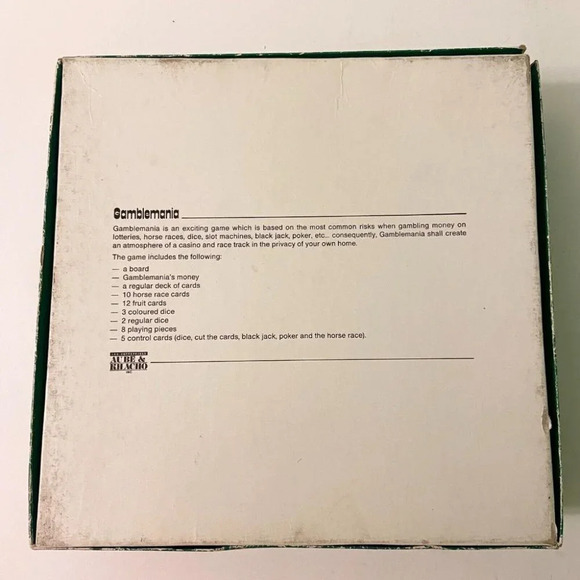 Gamblemania
Gamblemania is an exciting game which is based on the most common risks when gambling money on
lotteries, horse races, dice, slot machines, black jack, poker, etc... consequently, Gamblemania shall create
an atmosphere of a casino and race track in the privacy of your own home.
The game includes the following:
— a board
— Gamblemania's money
— a regular deck of cards
— 10 horse race cards
— 12 fruit cards
— 3 coloured dice
— 2 regular dice
— 8 playing pieces
— 5 control cards (dice, cut the cards, black jack, poker and the horse race).
AUBÉ &
RILACHO